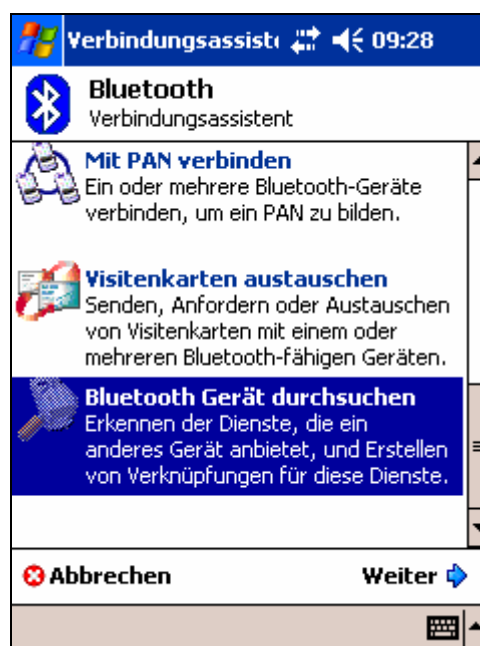 Verbindungsassiste 09:28
Bluetooth
Verbindungsassistent
Mit PAN verbinden
Ein oder mehrere Bluetooth-Geräte
verbinden, um ein PAN zu bilden.
Visitenkarten austauschen
Senden, Anfordern oder Austauschen
von Visitenkarten mit einem oder
mehreren Bluetooth-fähigen Geräten.
Bluetooth Gerät durchsuchen
Erkennen der Dienste, die ein
anderes Gerät anbietet, und Erstellen
von Verknüpfungen für diese Dienste.
Abbrechen Weiter